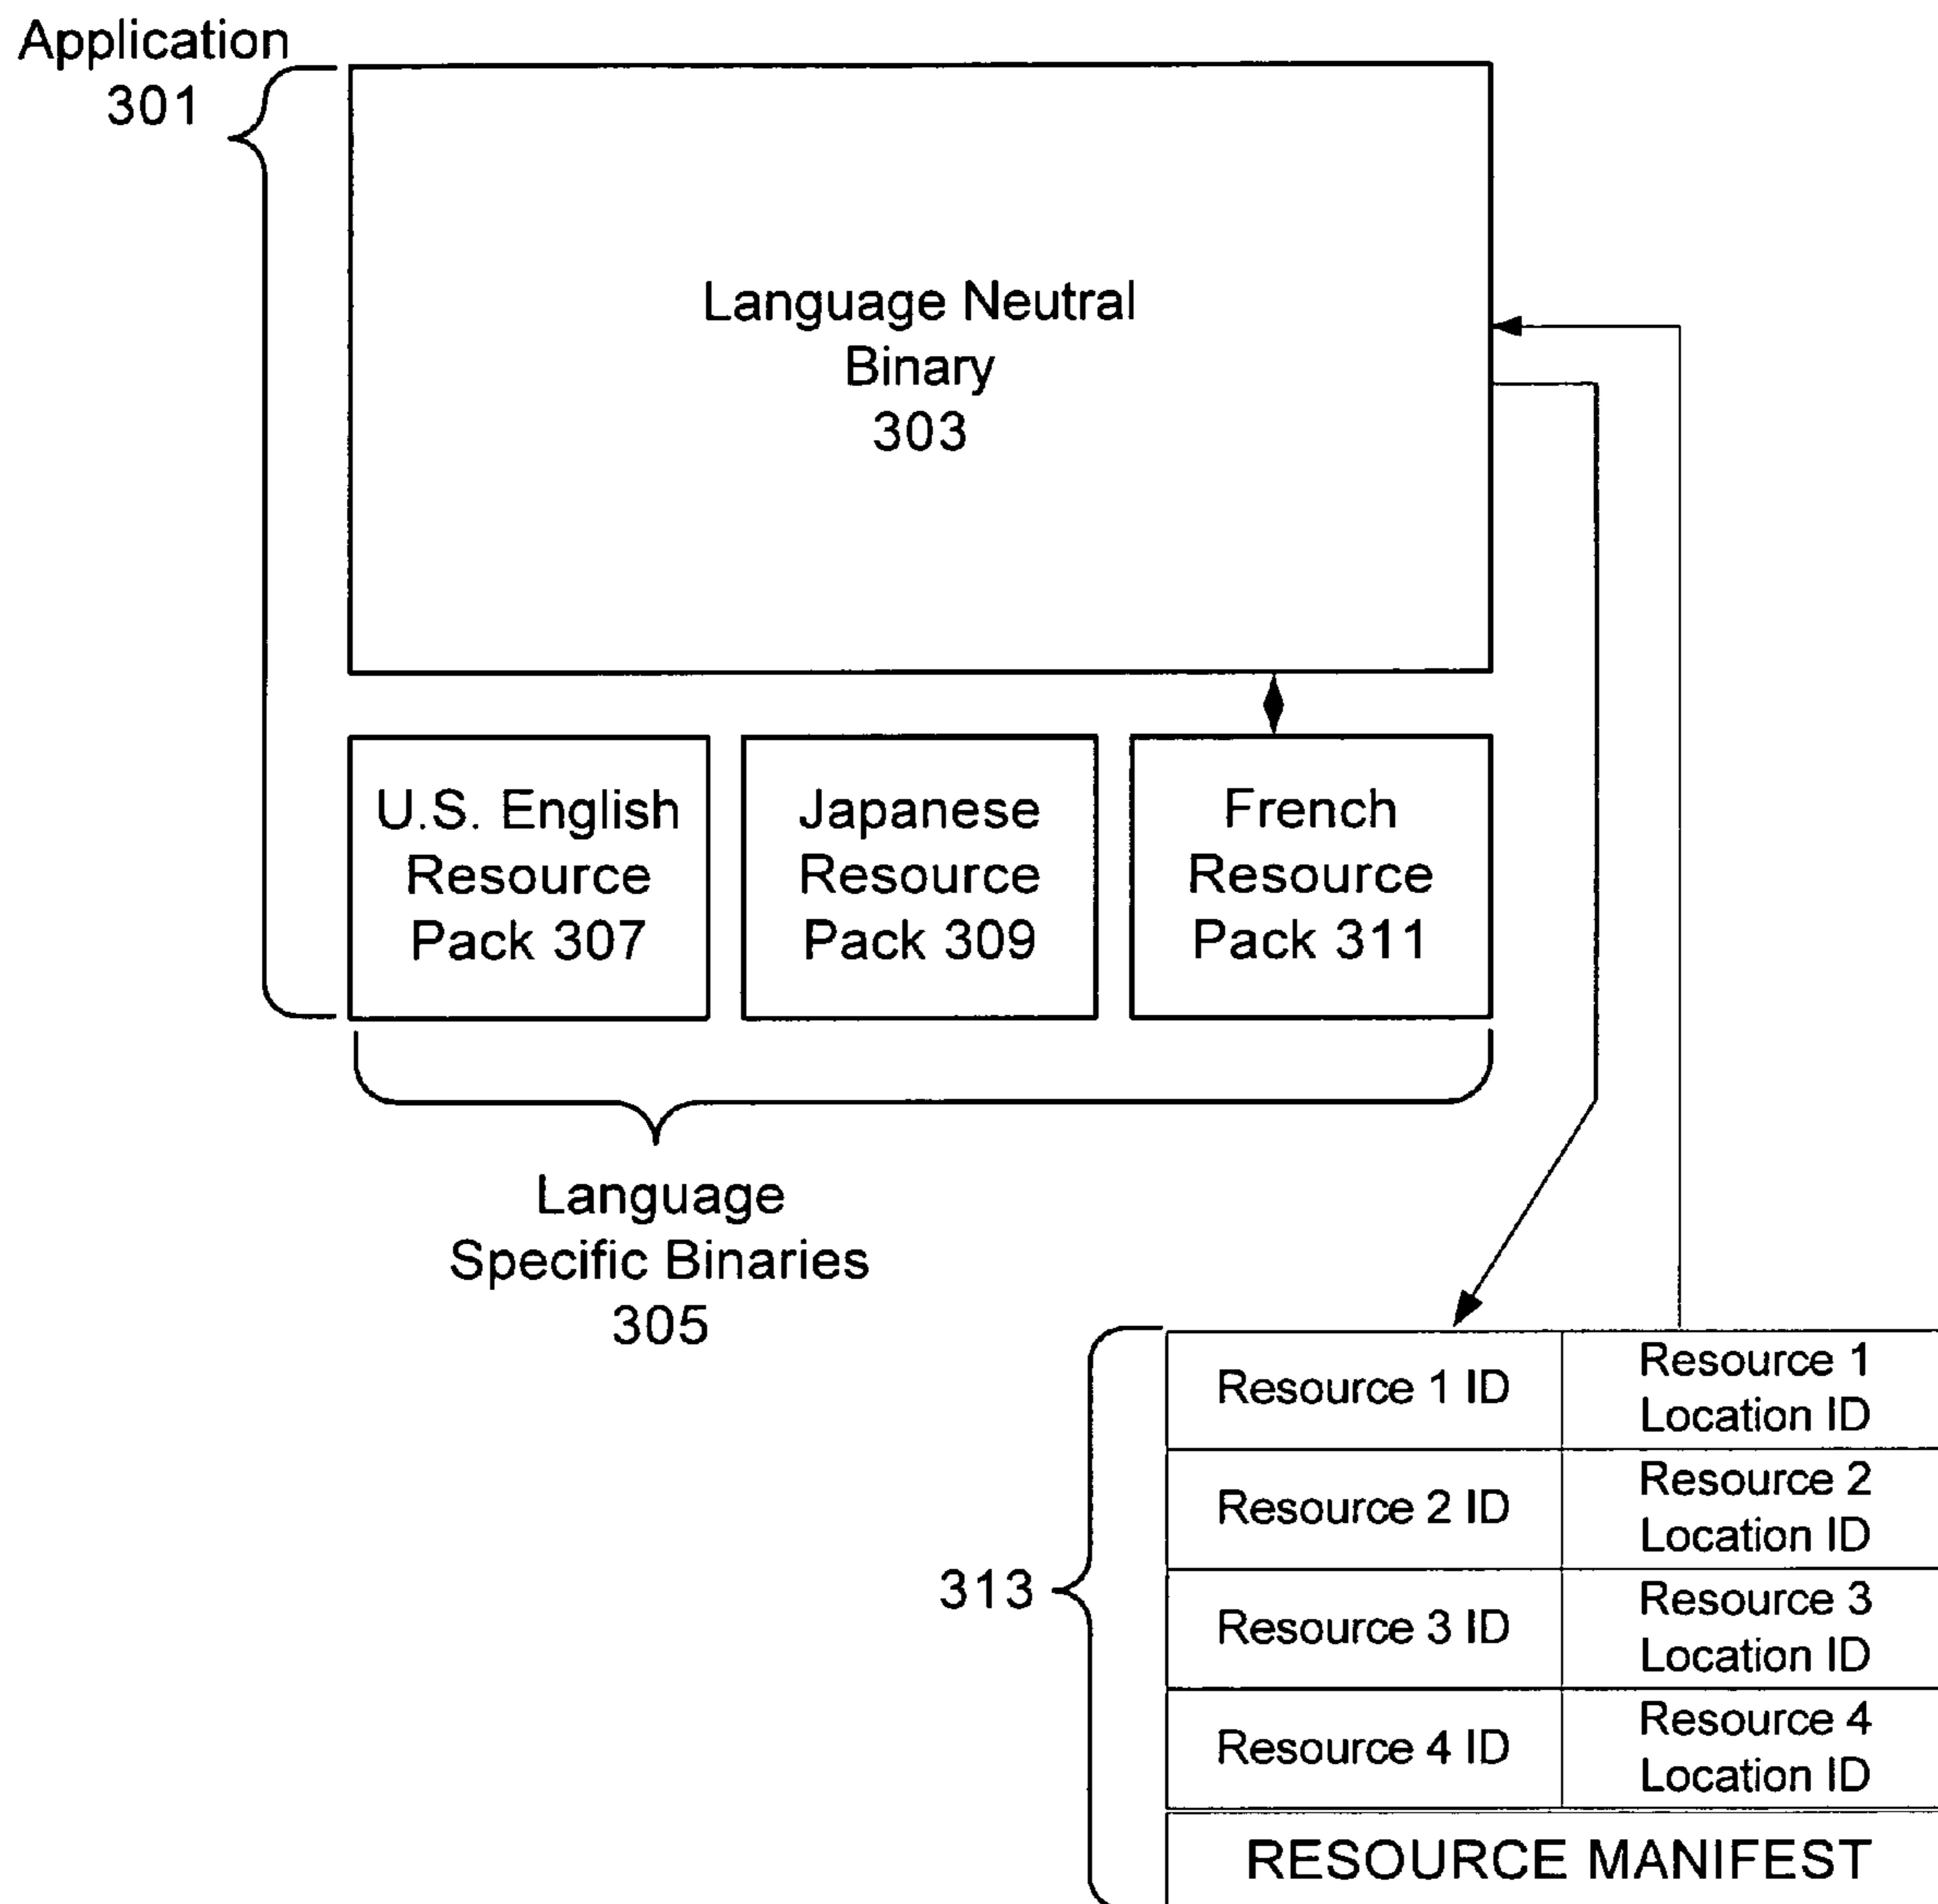 Application
301
Language Neutral
Binary
303
U.S. English
Resource
Pack 307
Japanese
Resource
Pack 309
French
Resource
Pack 311
Language
Specific Binaries
305
313
Resource 1 ID
Resource 1
Location ID
Resource 2 ID
Resource 2
Location ID
Resource 3 ID
Resource 3
Location ID
Resource 4 ID
Resource 4
Location ID
RESOURCE MANIFEST